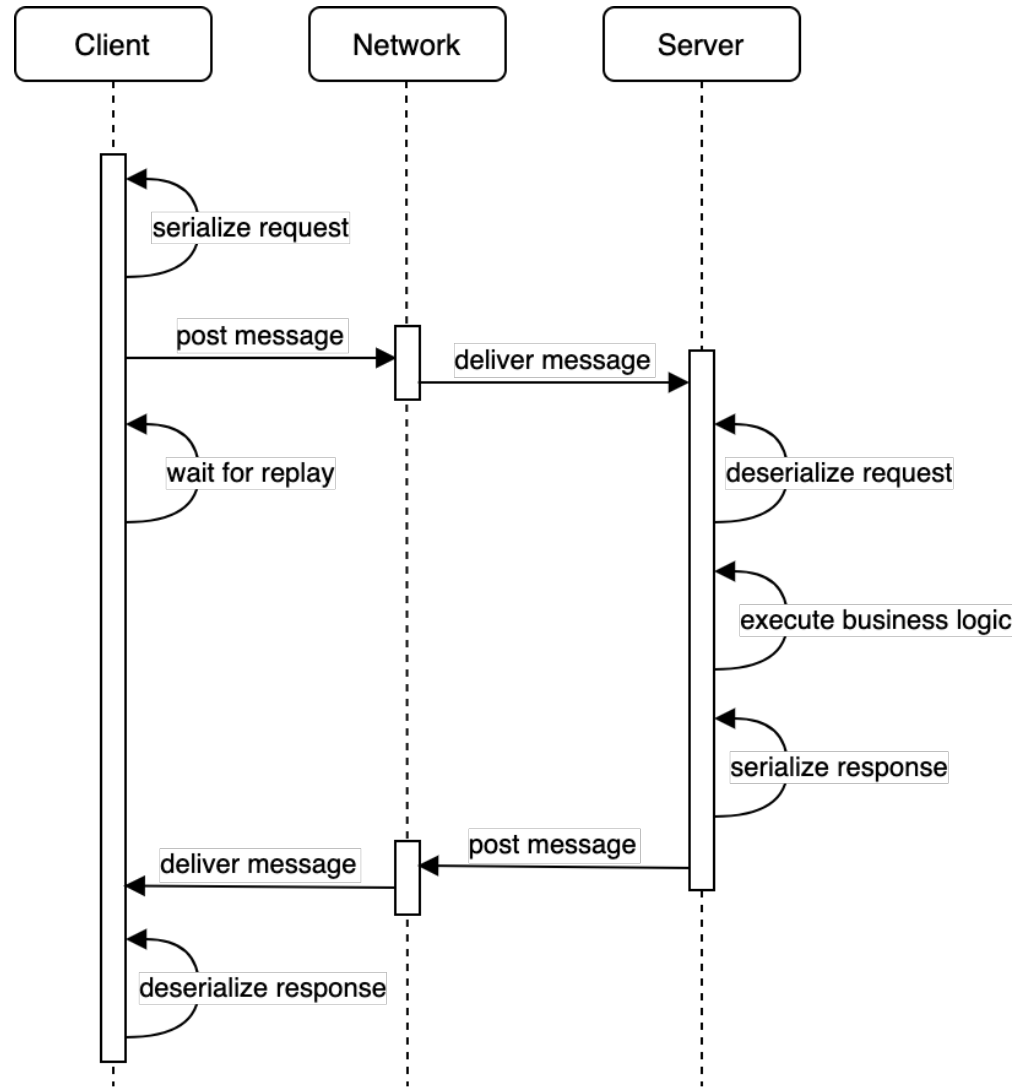 Client
Network
Server
serialize request
post message
deliver message
wait for replay
deserialize request
execute business logic
serialize response
post message
deliver message
deserialize response